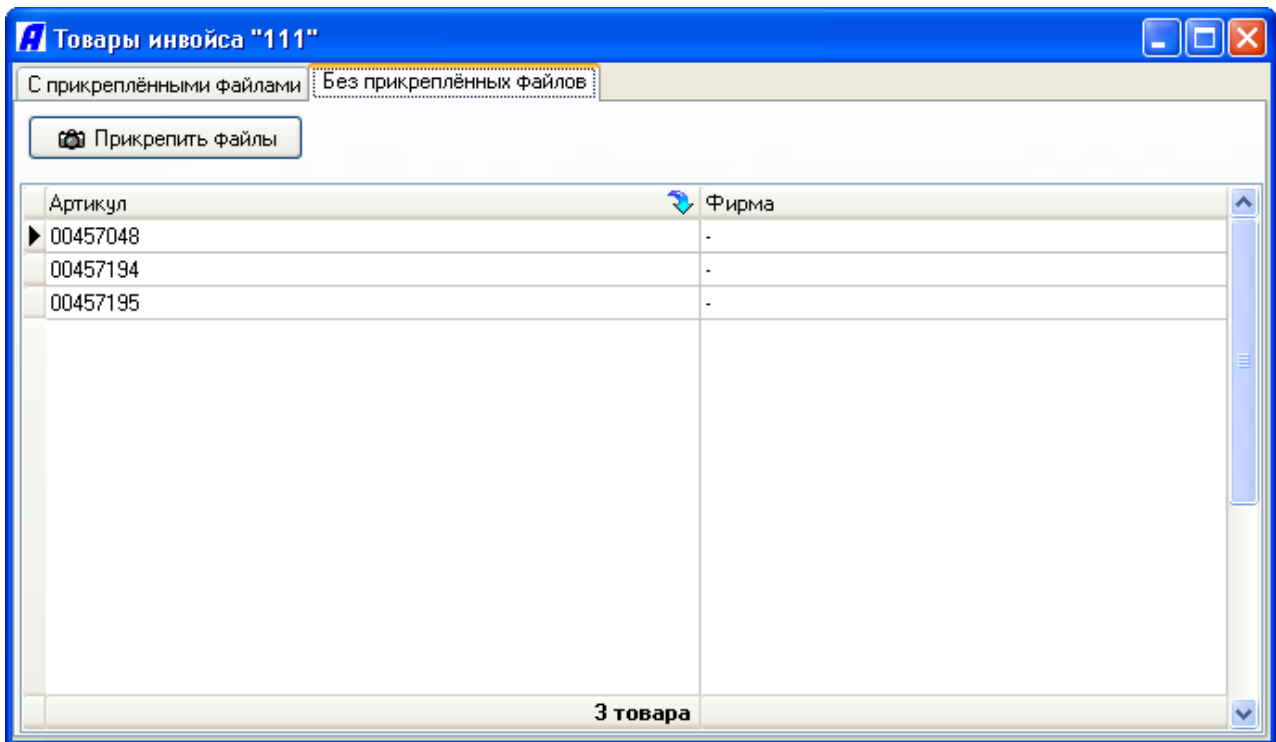 Товары инвойса "111"
С прикреплёнными файлами Без прикреплённых файлов
Прикрепить файлы
Артикул Фирма
00457048 -
00457194 -
00457195 -
3 товара